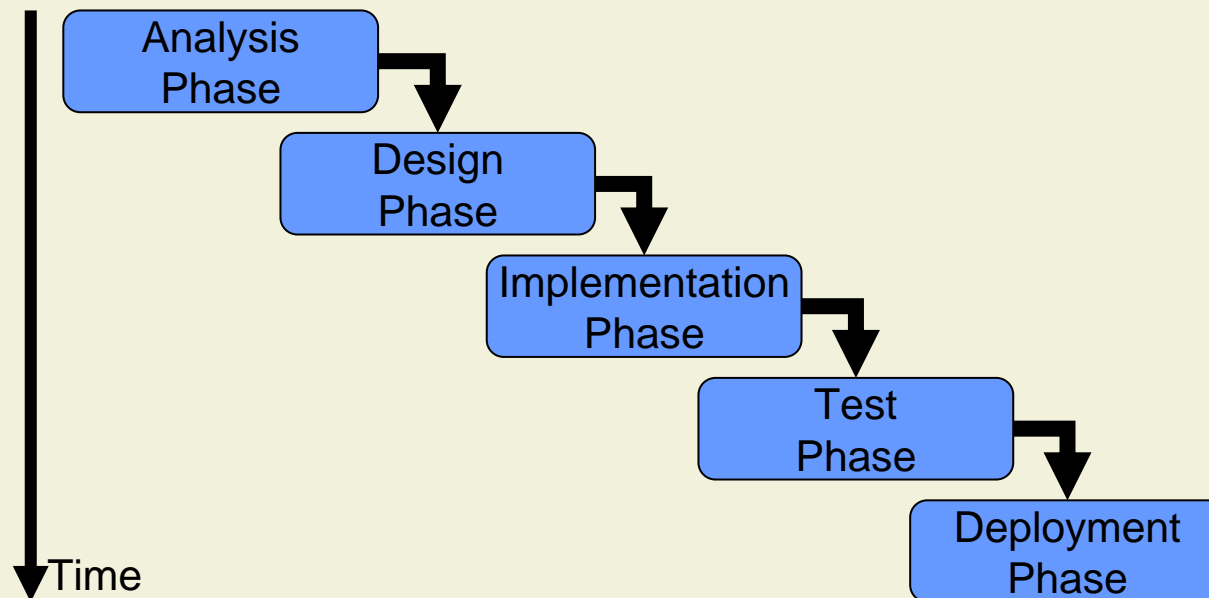 Analysis
Phase
Design
Phase
Implementation
Phase
Test
Phase
Deployment
Phase
Time